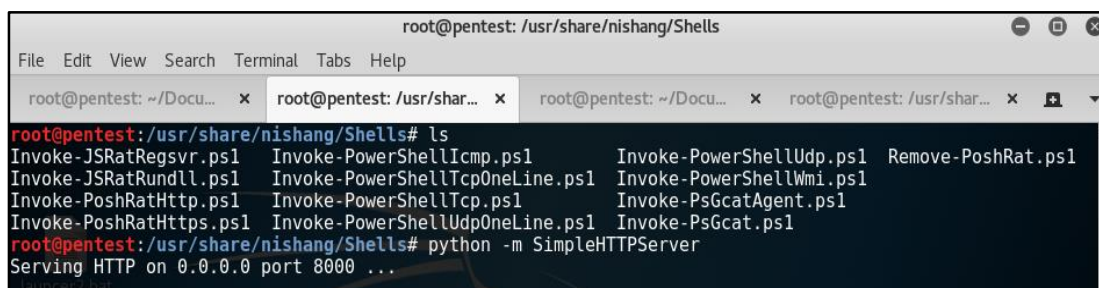 root@pentest: /usr/share/nishang/Shells
File Edit View Search Terminal Tabs Help
root@pentest: ~/Docu... × root@pentest: /usr/shar... × root@pentest: ~/Docu... × root@pentest: /usr/shar... ×
root@pentest:/usr/share/nishang/Shells# ls
Invoke-JSRatRegsvr.ps1 Invoke-PowerShellIcmp.ps1 Invoke-PowerShellUdp.ps1 Remove-PoshRat.ps1
Invoke-JSRatRundll.ps1 Invoke-PowerShellTcpOneLine.ps1 Invoke-PowerShellWmi.ps1
Invoke-PoshRatHttp.ps1 Invoke-PowerShellTcp.ps1 Invoke-PsGcatAgent.ps1
Invoke-PoshRatHttps.ps1 Invoke-PowerShellUdpOneLine.ps1 Invoke-PsGcat.ps1
root@pentest:/usr/share/nishang/Shells# python -m SimpleHTTPServer
Serving HTTP on 0.0.0.0 port 8000 ...